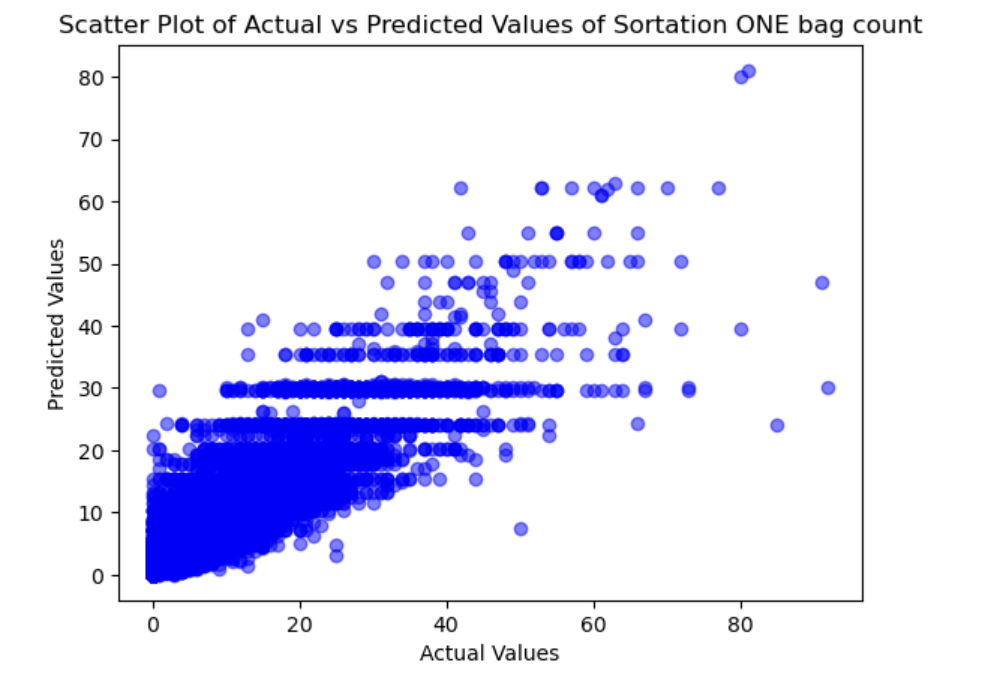 Scatter Plot of Actual vs Predicted Values of Sortation ONE bag count
80
70
60
50
40
30
20
10
0
Predicted Values
0 20 40 60 80
Actual Values